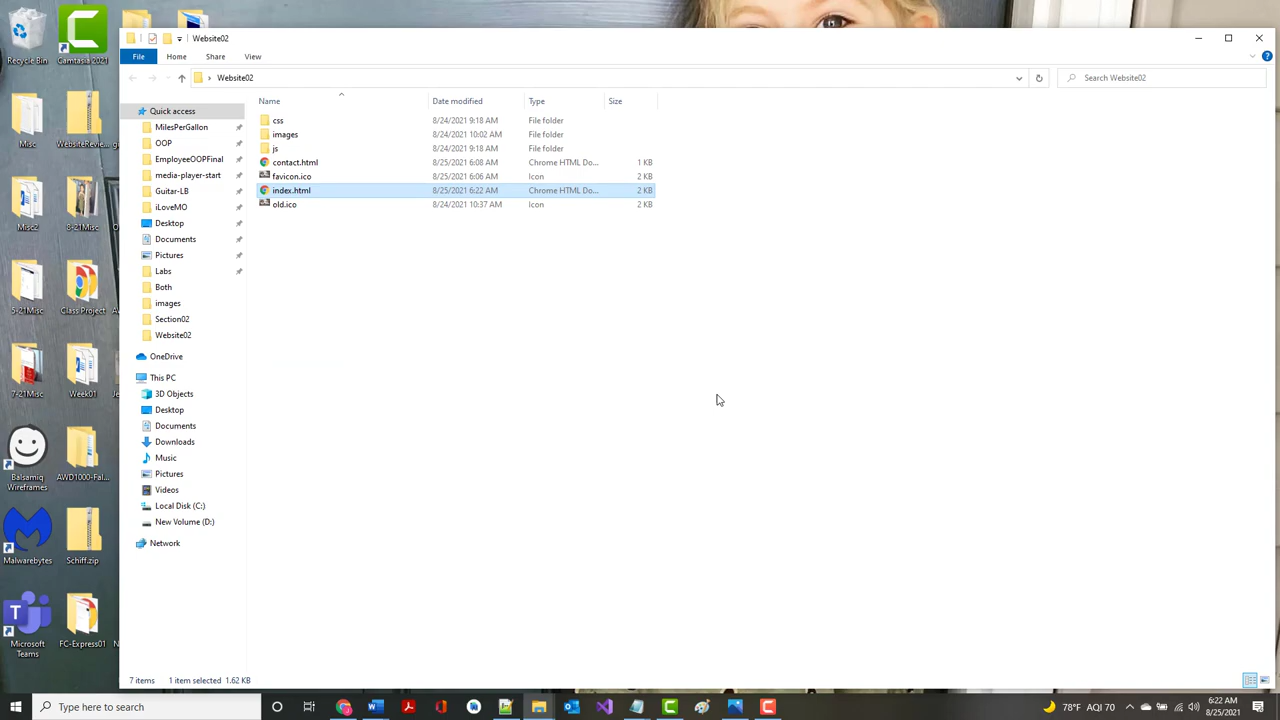 Website02
File
Home
Share
View
Website02
Search Website02
Name
Date modified
Type
Size
css
8/24/2021 9:18 AM
File folder
images
8/24/2021 10:02 AM
File folder
js
8/24/2021 9:18 AM
File folder
contact.html
8/25/2021 6:08 AM
Chrome HTML Do...
1 KB
favicon.ico
8/25/2021 6:06 AM
Icon
2 KB
index.html
8/25/2021 6:22 AM
Chrome HTML Do...
2 KB
old.ico
8/24/2021 10:37 AM
Icon
2 KB
Quick access
MilesPerGallon
OOP
EmployeeOOPFinal
media-player-start
Guitar-LB
iLoveMO
Desktop
Documents
Pictures
Labs
Both
images
Section02
Website02
OneDrive
This PC
3D Objects
Desktop
Documents
Downloads
Music
Pictures
Videos
Local Disk (C:)
New Volume (D:)
Network
7 items
1 item selected
1.62 KB
Recycle Bin
Camtasia 2021
Misc
WebsiteRevie...
Misc2
8-21Misc
5-21Misc
Class Project
7-21Misc
Week01
Balsamiq
Wireframes
AWD1000-Fal...
Malwarebytes
Schiff.zip
Microsoft
Teams
FC-Express01
Type here to search
78°F AQI 70
6:22 AM
8/25/2021